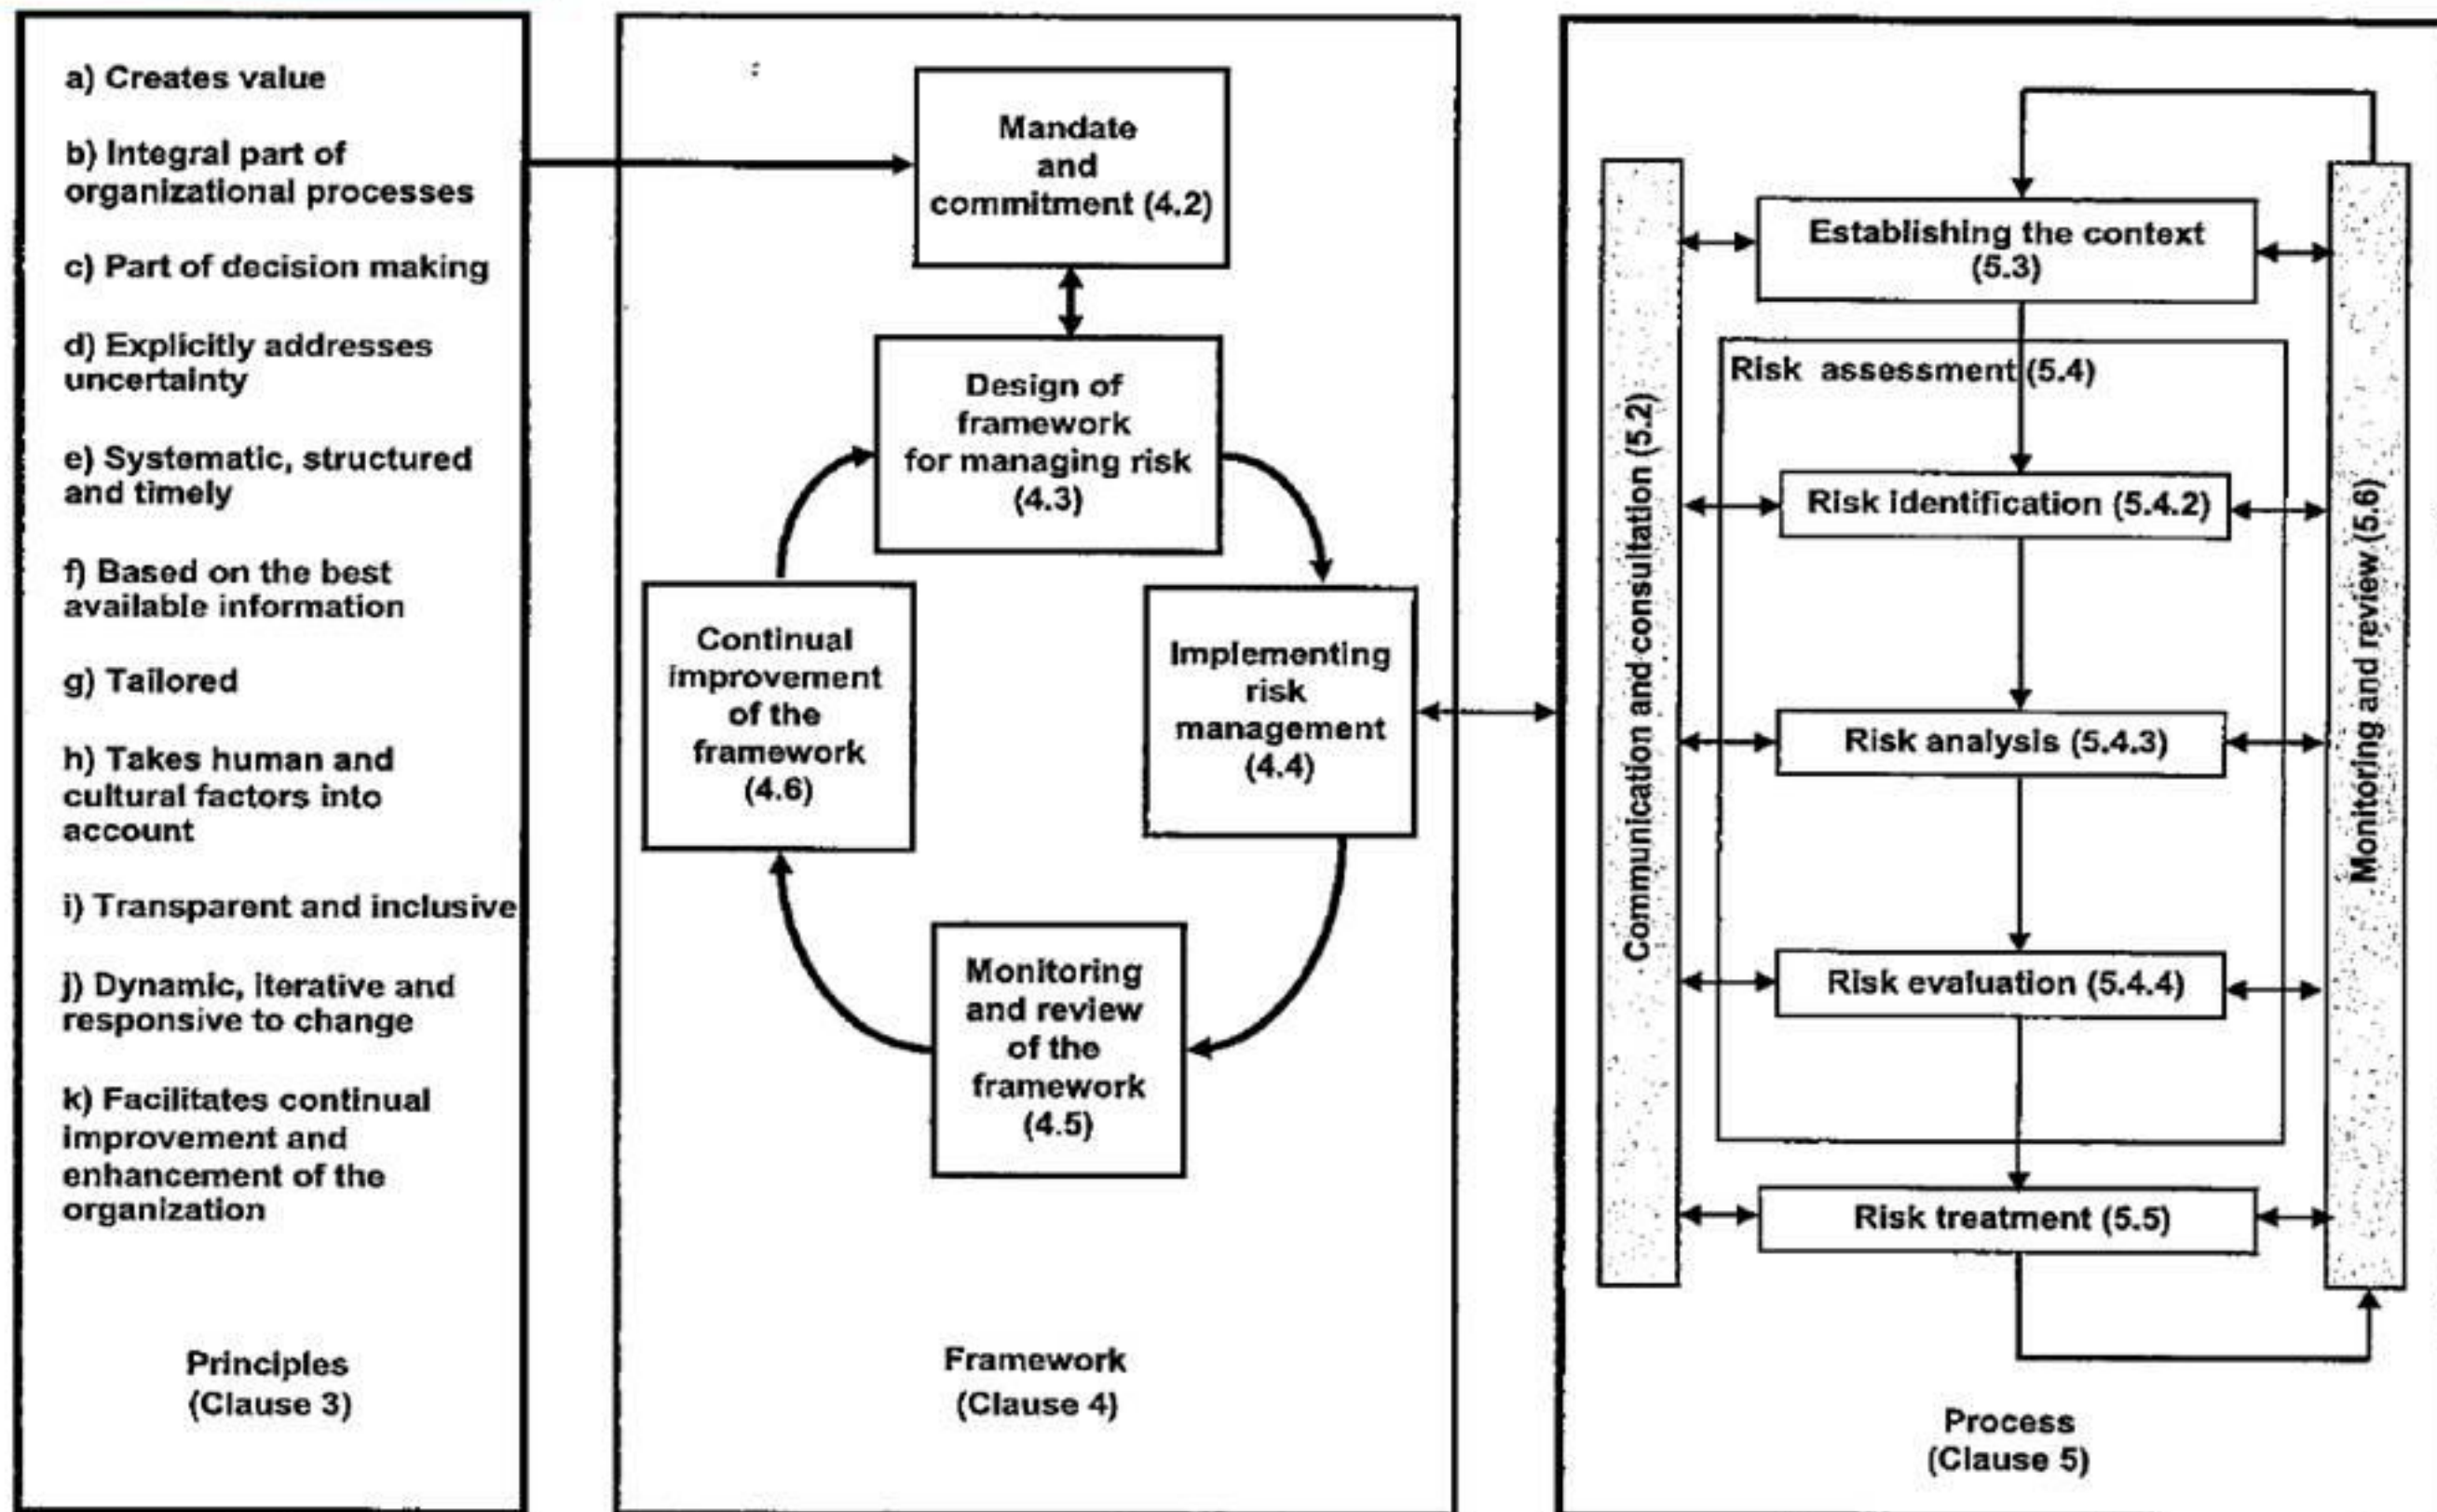 a) Creates value
b) Integral part of
organizational processes
c) Part of decision making
d) Explicitly addresses
uncertainty
e) Systematic, structured
and timely
f) Based on the best
available information
g) Tailored
h) Takes human and
cultural factors into
account
i) Transparent and inclusive
j) Dynamic, iterative and
responsive to change
k) Facilitates continual
improvement and
enhancement of the
organization
Principles
(Clause 3)
Mandate
and
commitment (4.2)
Design of
framework
for managing risk
(4.3)
Continual
improvement
of the
framework
(4.6)
Implementing
risk
management
(4.4)
Monitoring
and review
of the
framework
(4.5)
Framework
(Clause 4)
Communication and consultation (5.2)
Establishing the context
(5.3)
Risk assessment (5.4)
Risk identification (5.4.2)
Risk analysis (5.4.3)
Risk evaluation (5.4.4)
Risk treatment (5.5)
Monitoring and review (5.6)
Process
(Clause 5)